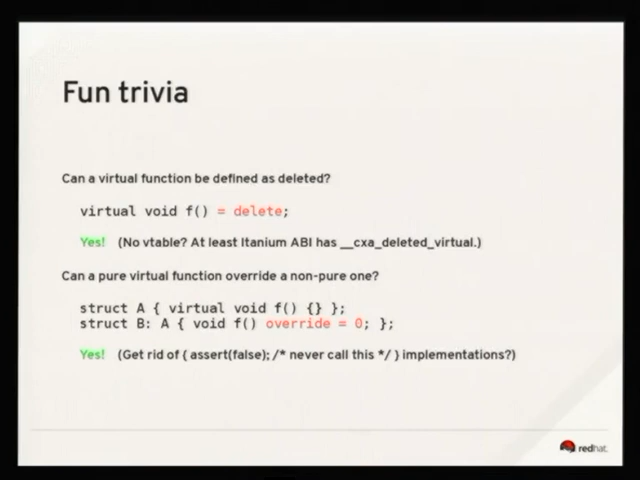 Fun trivia
Can a virtual function be defined as deleted?
virtual void f() = delete;
Yes! (No vtable? At least Itanium ABI has __cxa_deleted_virtual.)
Can a pure virtual function override a non-pure one?
struct A { virtual void f() {} };
struct B: A { void f() override = 0; };
Yes! (Get rid of { assert(false); /* never call this */ } implementations?)
redhat.